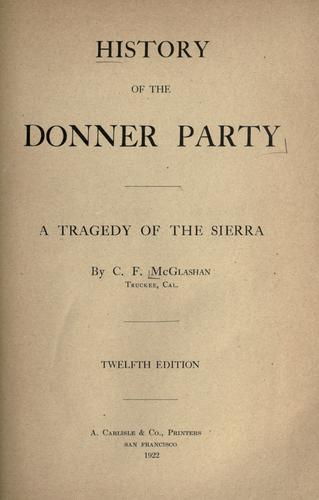 HISTORY
OF THE
DONNER PARTY
A TRAGEDY OF THE SIERRA
By C. F. McGlashan
Truckee, Cal.
TWELFTH EDITION
A. Carlisle & Co., Printers
SAN FRANCISCO
1922